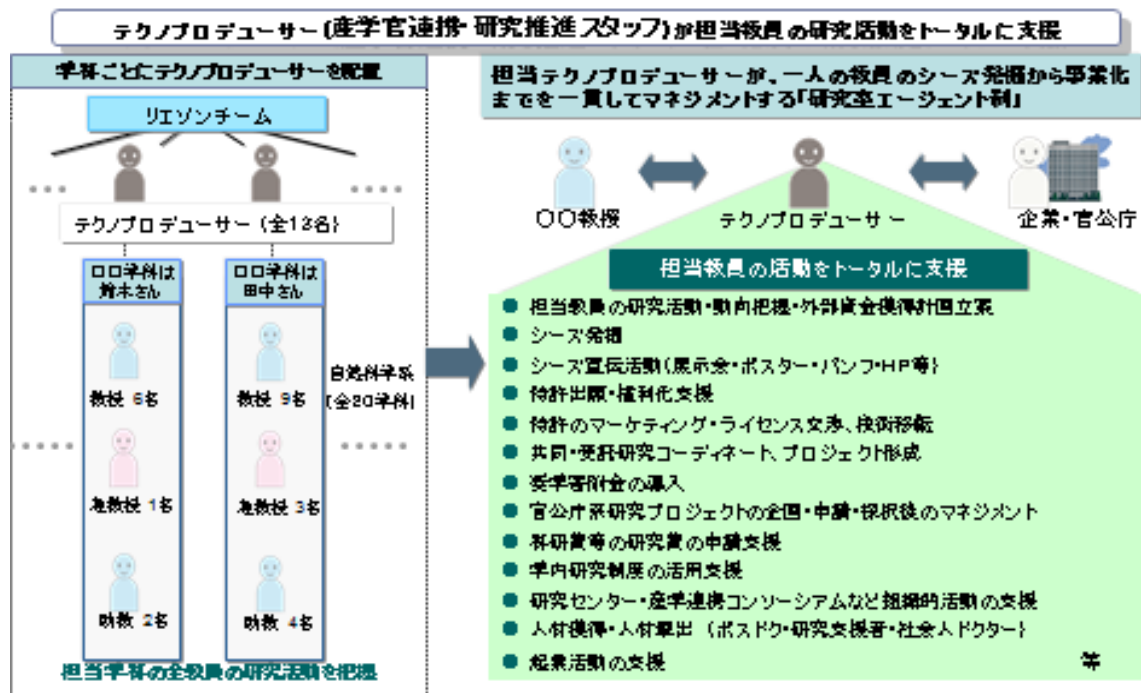 テクノプロデューサー(産学官連携・研究推進スタッフ)が担当教員の研究活動をトータルに支援
学科ごとにテクノプロデューサーを配置
リエゾンチーム
テクノプロデューサー (全13名)
口口学科は
鈴木さん
口口学科は
田中さん
教授 6名
教授 9名
自然科学系
(全20学科)
准教授 1名
准教授 3名
助教 2名
助教 4名
担当学科の全教員の研究活動を把握
担当テクノプロデューサーが、一人の教員のシーズ発掘から事業化
までを一貫してマネジメントする「研究室エージェント制」
〇〇教授
テクノプロデューサー
企業・官公庁
担当教員の活動をトータルに支援
● 担当教員の研究活動・動向把握・外部資金獲得計画立案
● シーズ発掘
● シーズ宣伝活動(展示会・ポスター・パンフ・HP等)
● 特許出願・権利化支援
● 特許のマーケティング・ライセンス交渉、技術移転
● 共同・受託研究コーディネート、プロジェクト形成
● 奨学寄附金の導入
● 官公庁系研究プロジェクトの企画・申請・採択後のマネジメント
● 科研費等の研究費の申請支援
● 学内研究制度の活用支援
● 研究センター・産学連携コンソーシアムなど組織的活動の支援
● 人材獲得・人材輩出 (ポスドク・研究支援者・社会人ドクター)
● 起業活動の支援 等